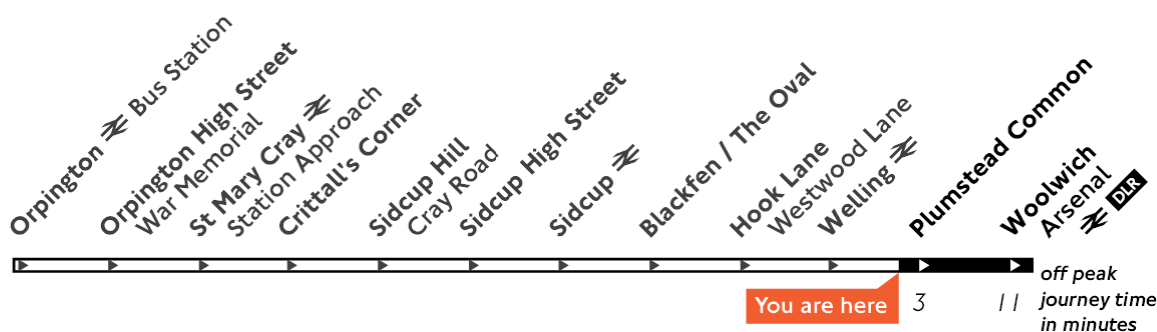 Orpington Bus Station
Orpington High Street
War Memorial
St Mary Cray
Station Approach
Crittall's Corner
Sidcup Hill
Cray Road
Sidcup High Street
Sidcup
Blackfen / The Oval
Hook Lane
Westwood Lane
Welling
Plumstead Common
Woolwich
Arsenal
DLR
You are here
3
11
off peak
journey time
in minutes